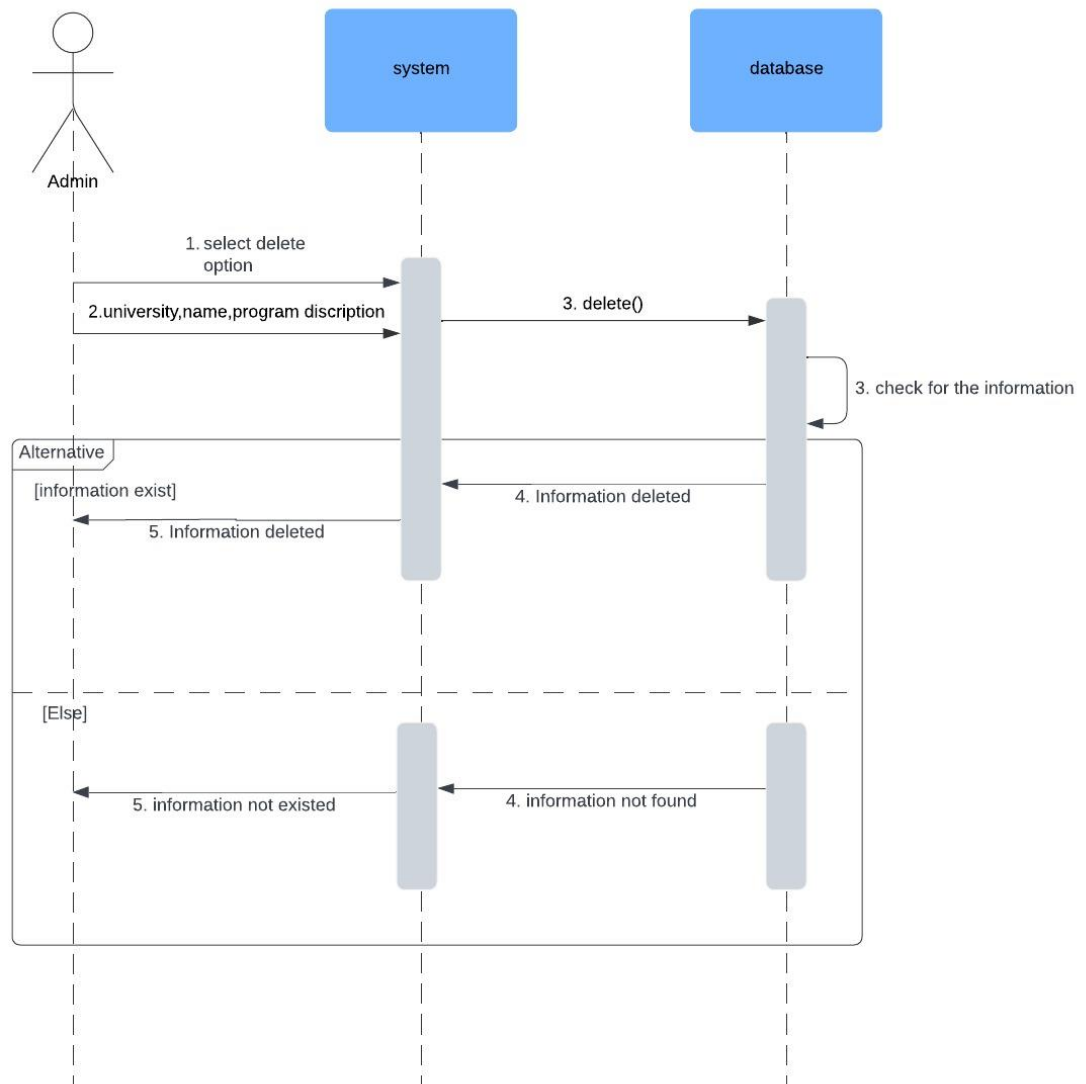 system
database
Admin
1. select delete
option
2.university,name,program discription
3. delete()
3. check for the information
Alternative
[information exist]
4. Information deleted
5. Information deleted
[Else]
5. information not existed
4. information not found